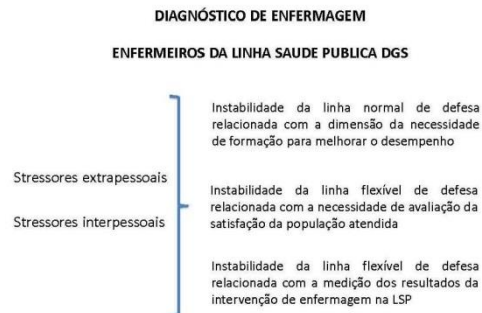 DIAGNÓSTICO DE ENFERMAGEM
ENFERMEIROS DA LINHA SAUDE PUBLICA DGS
Stressores extrapessoais
Stressores interpessoais
Instabilidade da linha normal de defesa
relacionada com a dimensão da necessidade
de formação para melhorar o desempenho
Instabilidade da linha flexível de defesa
relacionada com a necessidade de avaliação da
satisfação da população atendida
Instabilidade da linha flexível de defesa
relacionada com a medição dos resultados da
intervenção de enfermagem na LSP